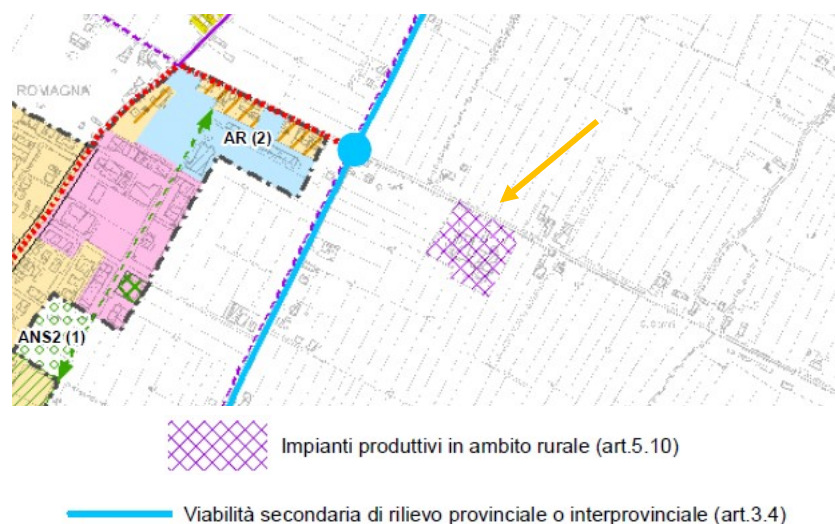 ROMAGNA
AR (2)
ANS2 (1)
Impianti produttivi in ambito rurale (art.5.10)
Viabilità secondaria di rilievo provinciale o interprovinciale (art.3.4)